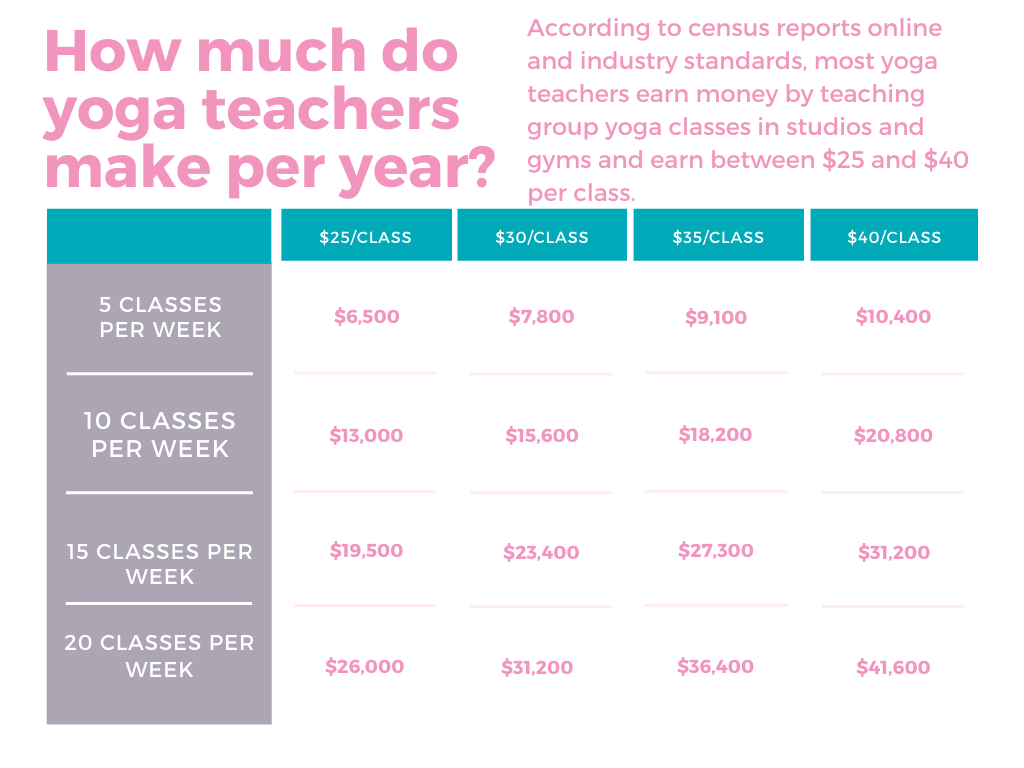 How much do
yoga teachers
make per year?
According to census reports online
and industry standards, most yoga
teachers earn money by teaching
group yoga classes in studios and
gyms and earn between $25 and $40
per class.
$25/CLASS $30/CLASS $35/CLASS $40/CLASS
5 CLASSES
PER WEEK
$6,500 $7,800 $9,100 $10,400
10 CLASSES
PER WEEK
$13,000 $15,600 $18,200 $20,800
15 CLASSES PER
WEEK
$19,500 $23,400 $27,300 $31,200
20 CLASSES PER
WEEK
$26,000 $31,200 $36,400 $41,600